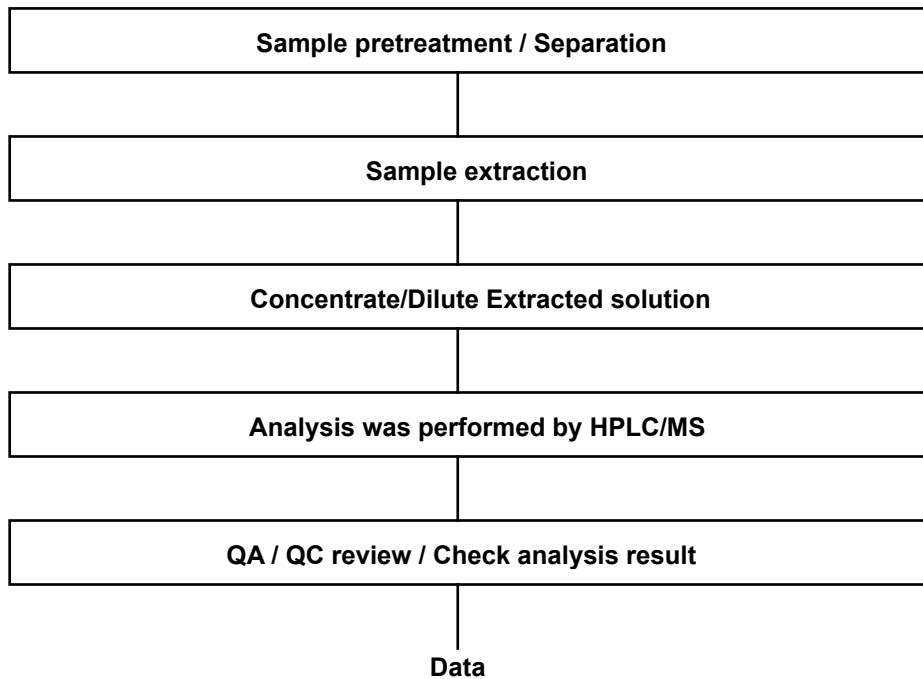 Sample pretreatment / Separation
Sample extraction
Concentrate/Dilute Extracted solution
Analysis was performed by HPLC/MS
QA / QC review / Check analysis result
Data